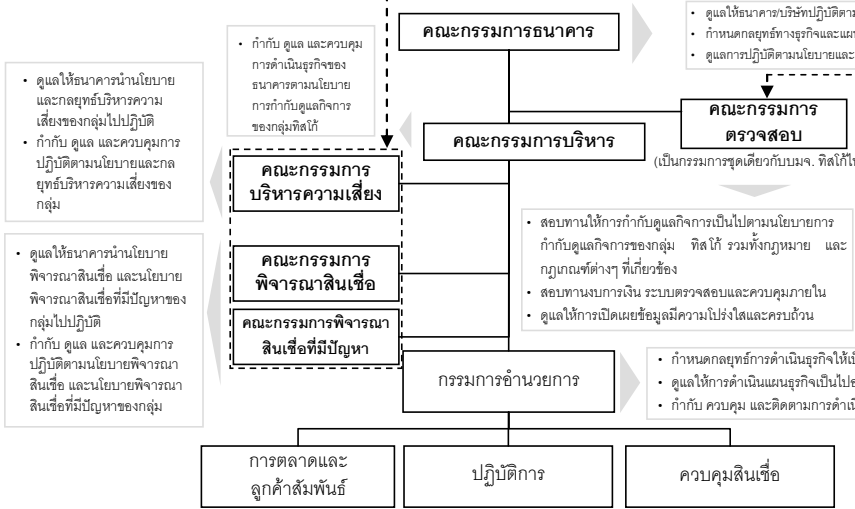 คณะกรรมการธนาคาร
• ดูแลให้ธนาคาร/บริษัทปฏิบัติตาม
• กำหนดกลยุทธ์ทางธุรกิจและแผน
• ดูแลการปฏิบัติตามนโยบายและ
• กำกับ ดูแล และควบคุม
การดำเนินธุรกิจของ
ธนาคารตามนโยบาย
การกำกับดูแลกิจการ
ของกลุ่มทิสโก้
คณะกรรมการ
ตรวจสอบ
(เป็นกรรมการชุดเดียวกับบมจ. ทิสโก้ไ
คณะกรรมการบริหาร
• ดูแลให้ธนาคารนำนโยบาย
และกลยุทธ์บริหารความ
เสี่ยงของกลุ่มไปปฏิบัติ
• กำกับ ดูแล และควบคุมการ
ปฏิบัติตามนโยบายและกล
ยุทธ์บริหารความเสี่ยงของ
กลุ่ม
คณะกรรมการ
บริหารความเสี่ยง
• สอบทานให้การกำกับดูแลกิจการเป็นไปตามนโยบายการ
กำกับดูแลกิจการของกลุ่ม ทิสโก้ รวมทั้งกฎหมาย และ
กฎเกณฑ์ต่างๆ ที่เกี่ยวข้อง
• สอบทานงบการเงิน ระบบตรวจสอบและควบคุมภายใน
• ดูแลให้การเปิดเผยข้อมูลมีความโปร่งใสและครบถ้วน
• ดูแลให้ธนาคารนำนโยบาย
พิจารณาสินเชื่อ และนโยบาย
พิจารณาสินเชื่อที่มีปัญหาของ
กลุ่มไปปฏิบัติ
• กำกับ ดูแล และควบคุมการ
ปฏิบัติตามนโยบายพิจารณา
สินเชื่อ และนโยบายพิจารณา
สินเชื่อที่มีปัญหาของกลุ่ม
คณะกรรมการ
พิจารณาสินเชื่อ
คณะกรรมการพิจารณา
สินเชื่อที่มีปัญหา
กรรมการอำนวยการ
• กำหนดกลยุทธ์การดำเนินธุรกิจให้เป็
• ดูแลให้การดำเนินแผนธุรกิจเป็นไปอ
• กำกับ ควบคุม และติดตามการดำเนิ
การตลาดและ
ลูกค้าสัมพันธ์
ปฏิบัติการ
ควบคุมสินเชื่อ